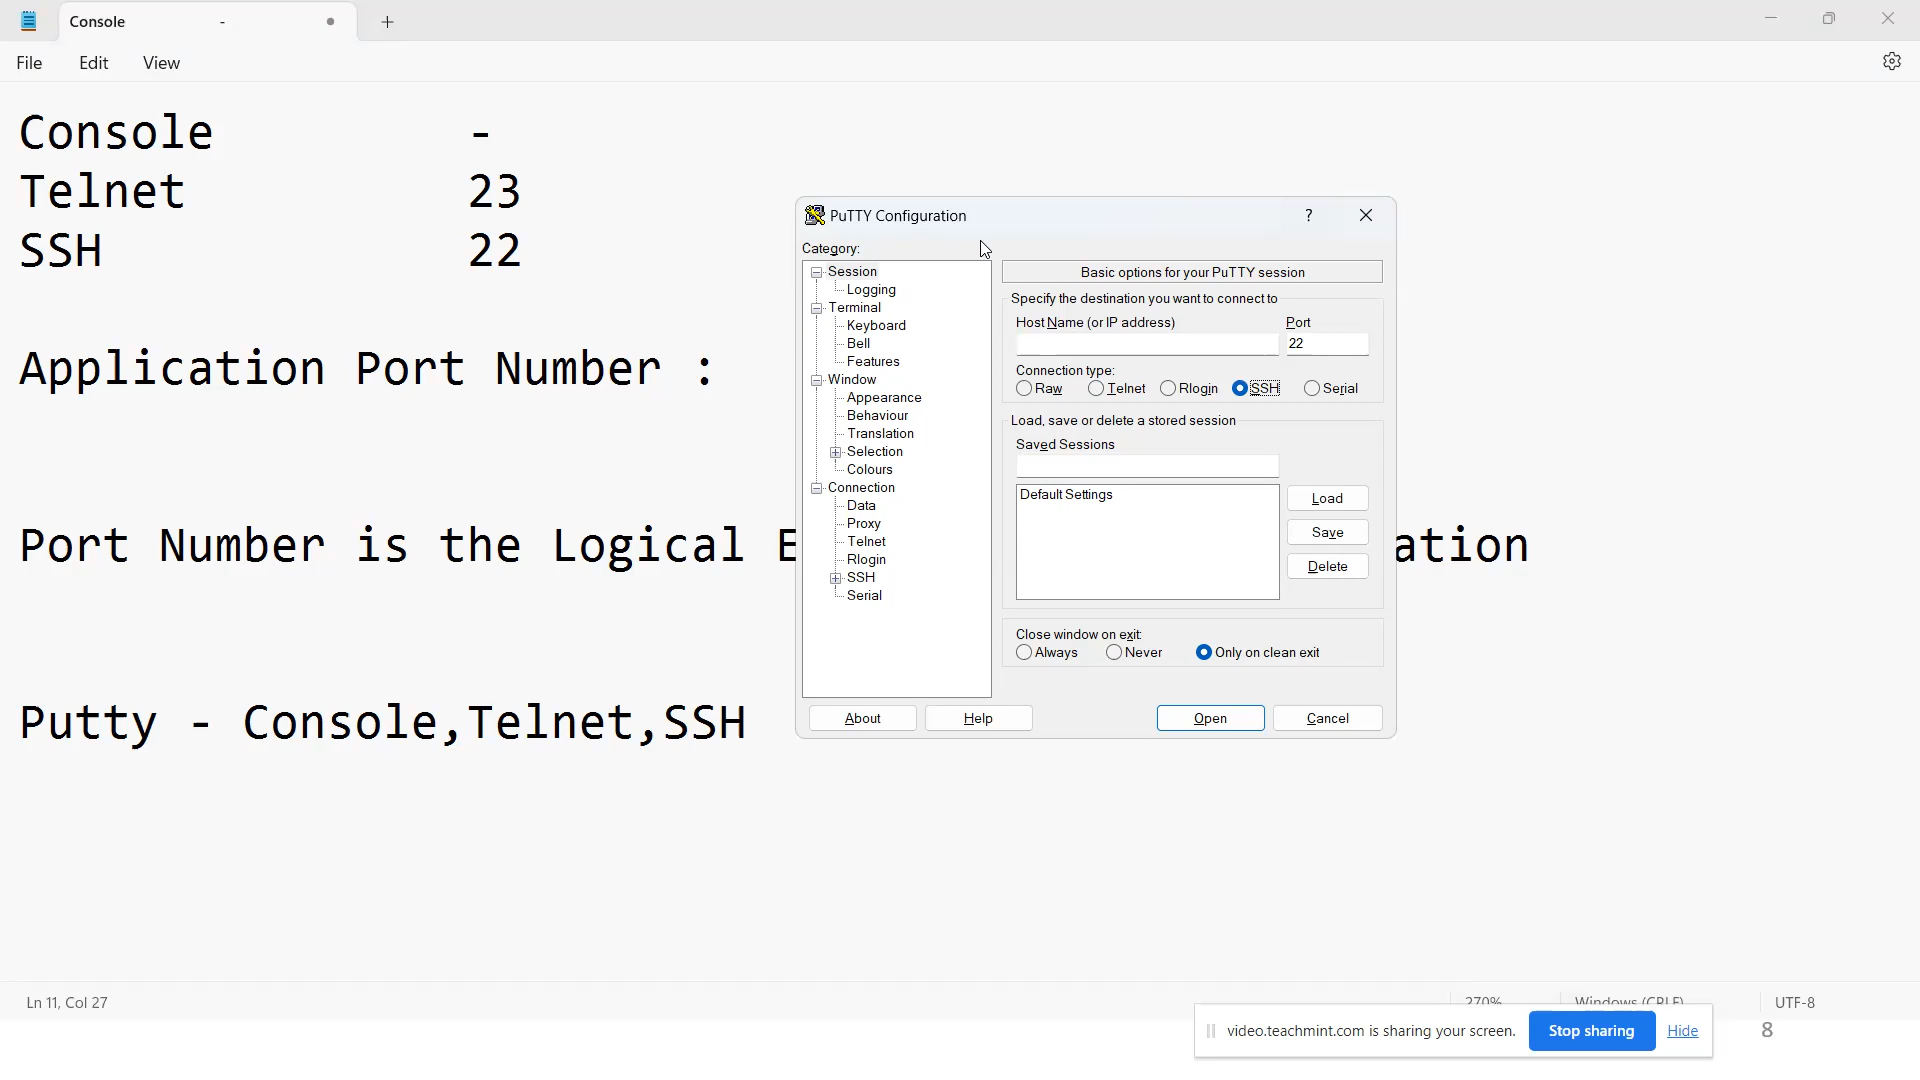 Console -
File Edit View
Console -
Telnet 23
SSH 22
Application Port Number :
Port Number is the Logical E
ation
Putty - Console,Telnet,SSH
PuTTY Configuration ?
Category:
Session
Logging
Terminal
Keyboard
Bell
Features
Window
Appearance
Behaviour
Translation
Selection
Colours
Connection
Data
Proxy
Telnet
Rlogin
SSH
Serial
Basic options for your PuTTY session
Specify the destination you want to connect to
Host Name (or IP address) Port
22
Connection type:
Raw Telnet Rlogin SSH Serial
Load, save or delete a stored session
Saved Sessions
Default Settings
Load
Save
Delete
Close window on exit:
Always Never Only on clean exit
About Help Open Cancel
Ln 11, Col 27 270% Windows (CRLF) UTF-8
video.teachmint.com is sharing your screen. Stop sharing Hide
8